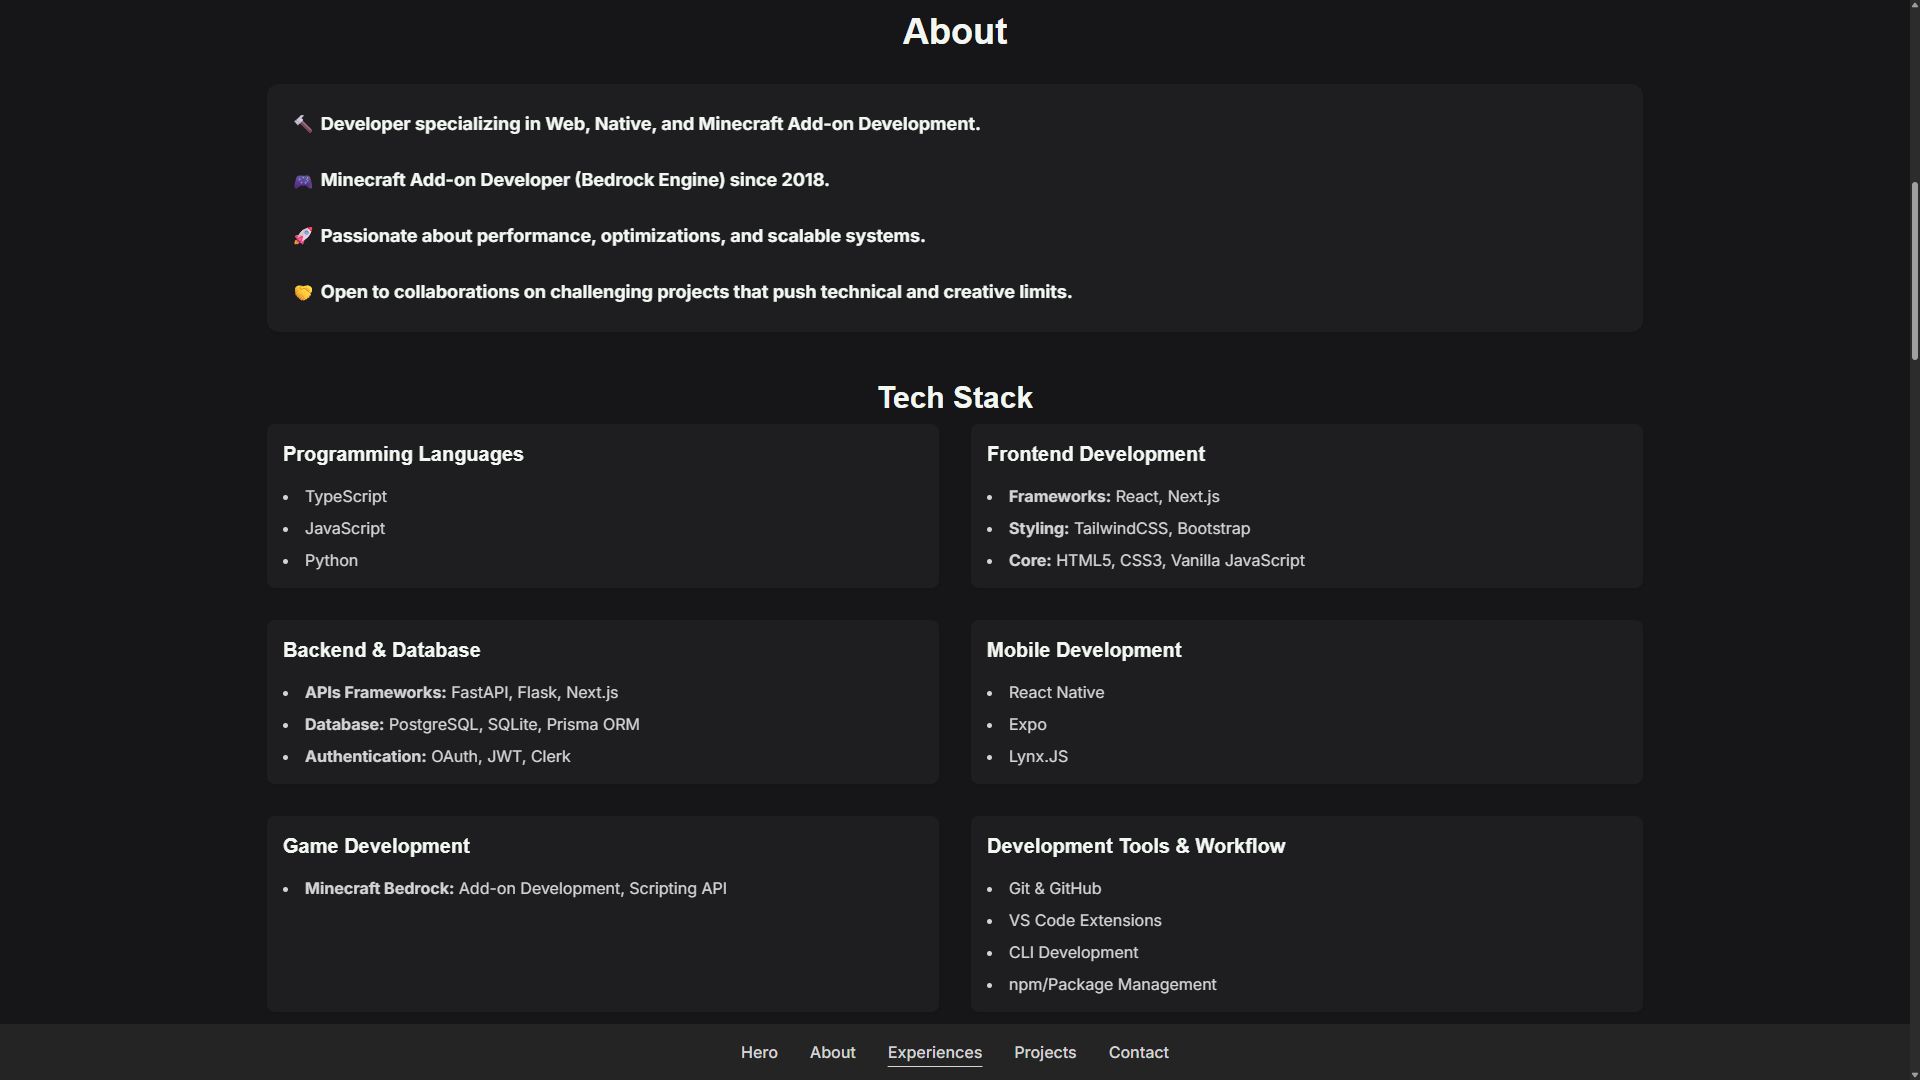 About
🔨 Developer specializing in Web, Native, and Minecraft Add-on Development.
🎮 Minecraft Add-on Developer (Bedrock Engine) since 2018.
🚀 Passionate about performance, optimizations, and scalable systems.
🤝 Open to collaborations on challenging projects that push technical and creative limits.
Tech Stack
Programming Languages
• TypeScript
• JavaScript
• Python
Frontend Development
• Frameworks: React, Next.js
• Styling: TailwindCSS, Bootstrap
• Core: HTML5, CSS3, Vanilla JavaScript
Backend & Database
• APIs Frameworks: FastAPI, Flask, Next.js
• Database: PostgreSQL, SQLite, Prisma ORM
• Authentication: OAuth, JWT, Clerk
Mobile Development
• React Native
• Expo
• Lynx.JS
Game Development
• Minecraft Bedrock: Add-on Development, Scripting API
Development Tools & Workflow
• Git & GitHub
• VS Code Extensions
• CLI Development
• npm/Package Management
Hero About Experiences Projects Contact